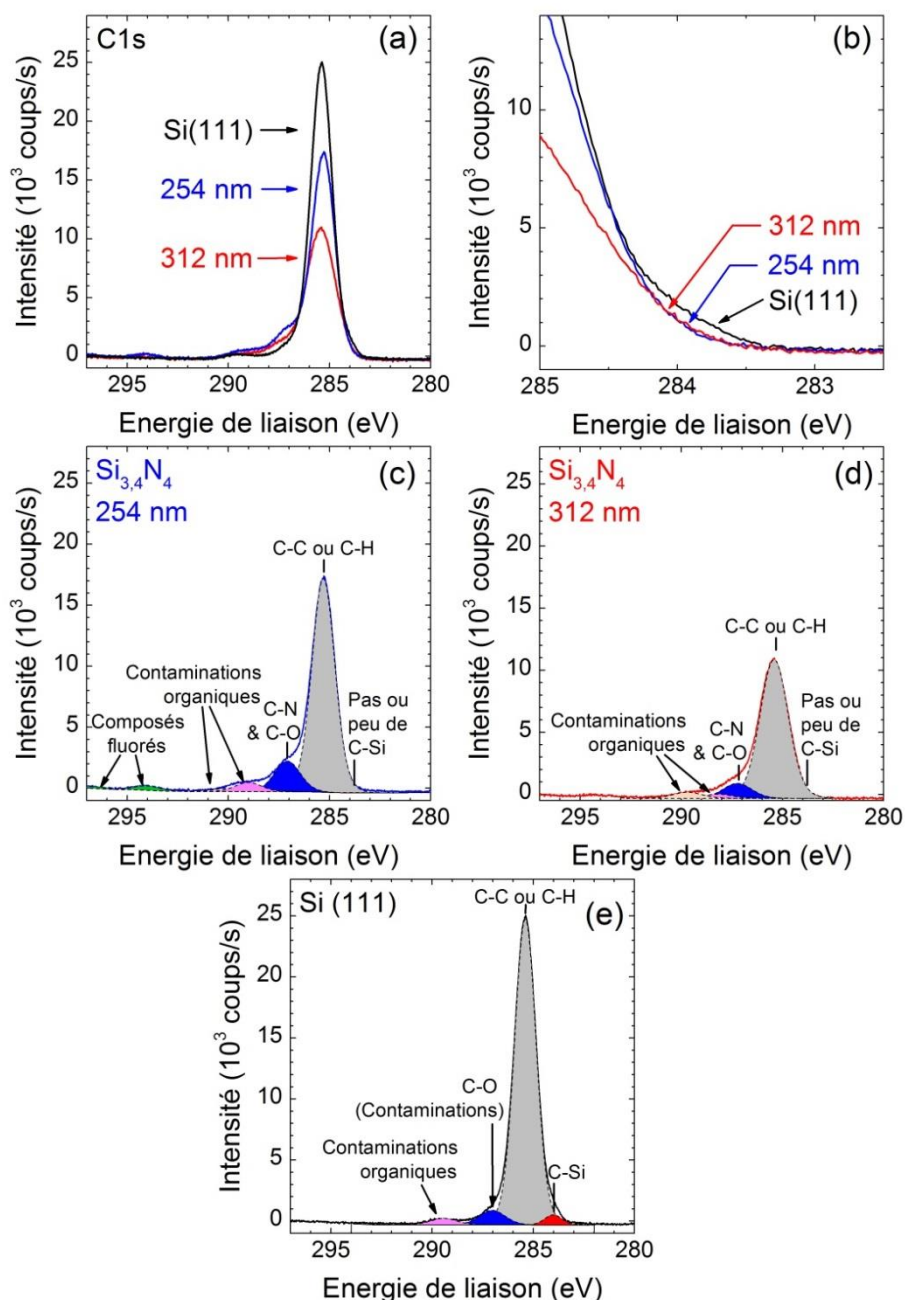 C1s
(a)
Intensité (10³ coups/s)
25
20
15
10
5
0
Si(111)
254 nm
312 nm
295 290 285 280
Energie de liaison (eV)
(b)
Intensité (10³ coups/s)
10
5
0
312 nm
254 nm
Si(111)
285 284 283
Energie de liaison (eV)
Si₃,₄N₄
254 nm
(c)
Intensité (10³ coups/s)
25
20
15
10
5
0
C-C ou C-H
Contaminations
organiques
Composés
fluorés
C-N
& C-O
Pas ou
peu de
C-Si
295 290 285 280
Energie de liaison (eV)
Si₃,₄N₄
312 nm
(d)
Intensité (10³ coups/s)
25
20
15
10
5
0
C-C ou C-H
Contaminations
organiques
C-N
& C-O
Pas ou
peu de
C-Si
295 290 285 280
Energie de liaison (eV)
Si (111)
(e)
Intensité (10³ coups/s)
25
20
15
10
5
0
C-C ou C-H
C-O
(Contaminations)
Contaminations
organiques
C-Si
295 290 285 280
Energie de liaison (eV)